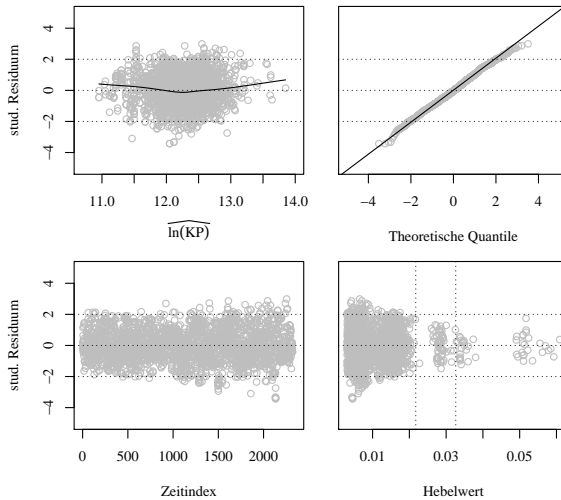 stud. Residuum
4
2
0
−2
−4
11.0 12.0 13.0 14.0
ln(KP)
−4 −2 0 2 4
Theoretische Quantile
stud. Residuum
4
2
0
−2
−4
0 500 1000 1500 2000
Zeitindex
0.01 0.03 0.05
Hebelwert